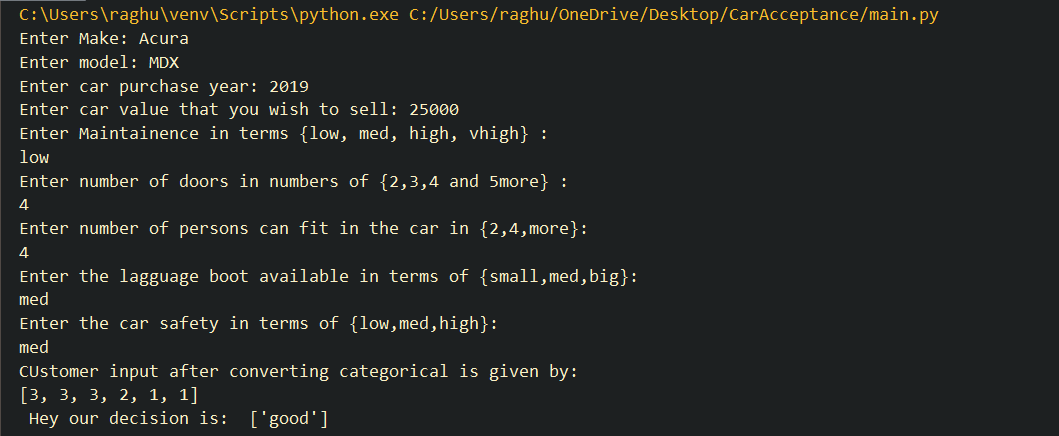 C:\Users\raghu\venv\Scripts\python.exe C:/Users/raghu/OneDrive/Desktop/CarAcceptance/main.py
Enter Make: Acura
Enter model: MDX
Enter car purchase year: 2019
Enter car value that you wish to sell: 25000
Enter Maintainence in terms {low, med, high, vhigh} :
low
Enter number of doors in numbers of {2,3,4 and 5more} :
4
Enter number of persons can fit in the car in {2,4,more}:
4
Enter the lagguage boot available in terms of {small,med,big}:
med
Enter the car safety in terms of {low,med,high}:
med
CUstomer input after converting categorical is given by:
[3, 3, 3, 2, 1, 1]
 Hey our decision is:  ['good']